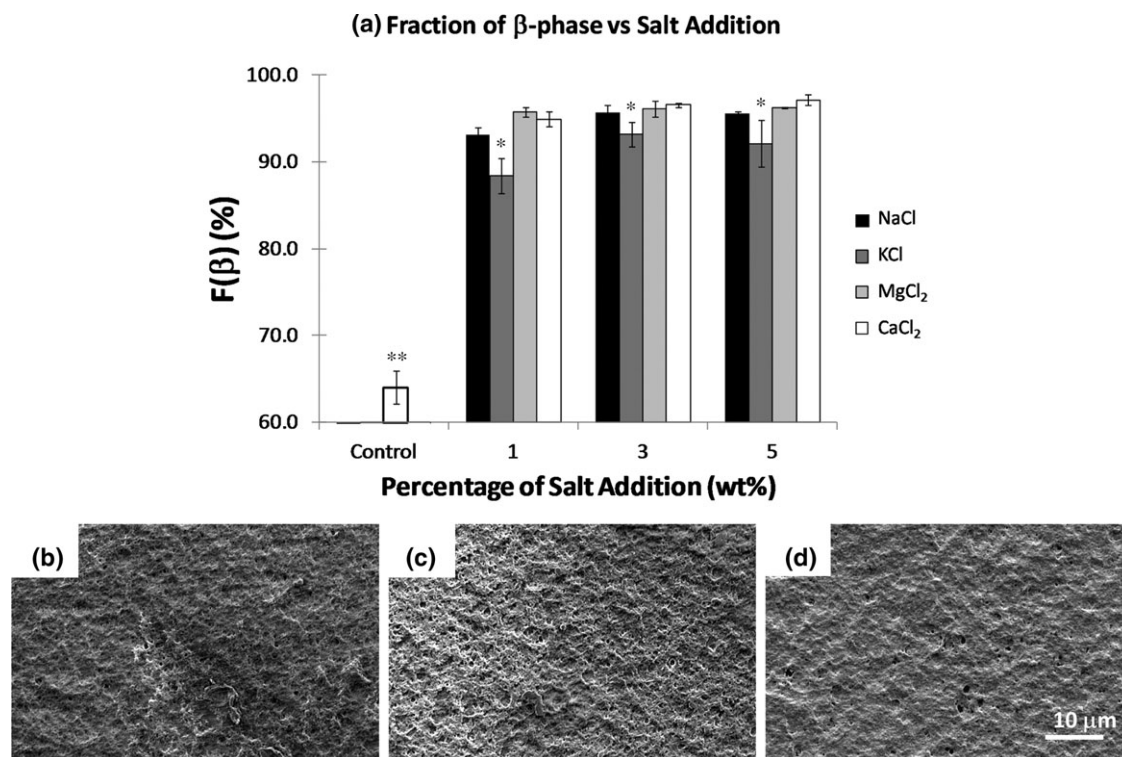 (a) Fraction of β-phase vs Salt Addition
100.0
90.0
80.0
70.0
60.0
F(β) (%)
**
*
*
*
Control
1
3
5
Percentage of Salt Addition (wt%)
NaCl
KCl
MgCl₂
CaCl₂
(b)
(c)
(d)
10 μm